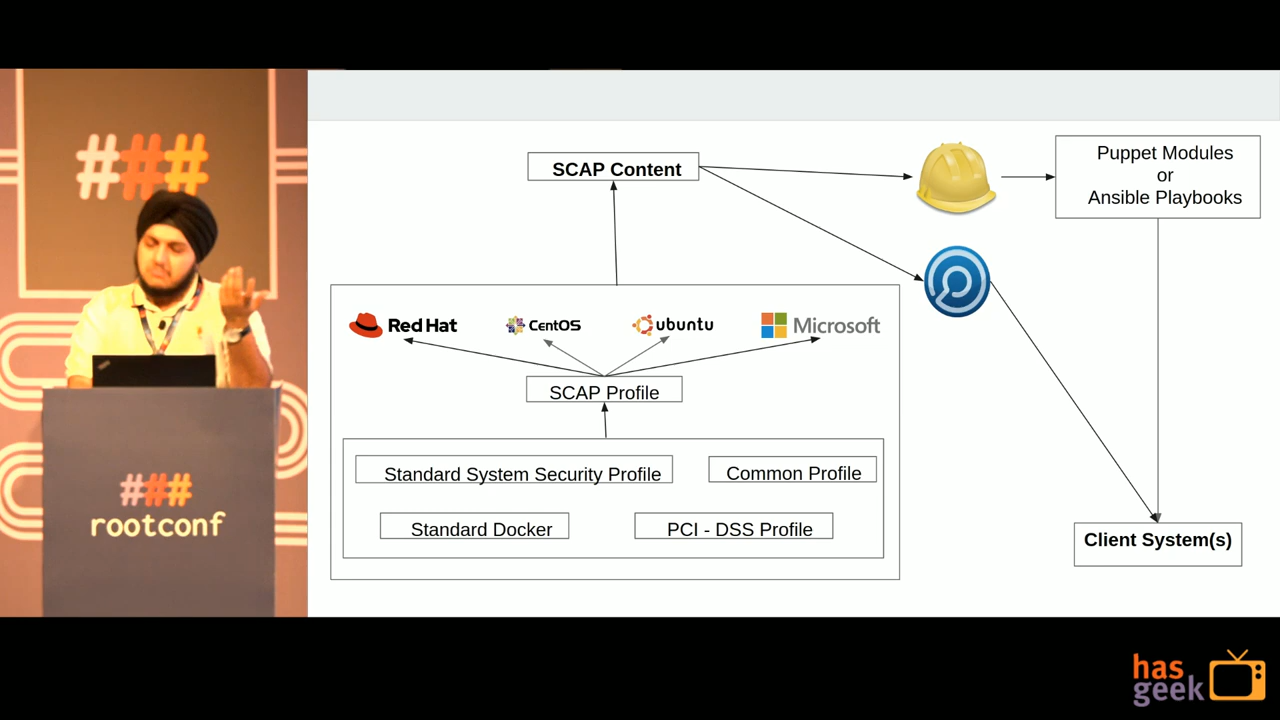 ###
###
rootconf
SCAP Content
Puppet Modules
or
Ansible Playbooks
Red Hat
CentOS
ubuntu
Microsoft
SCAP Profile
Standard System Security Profile
Common Profile
Standard Docker
PCI - DSS Profile
Client System(s)
has
geek